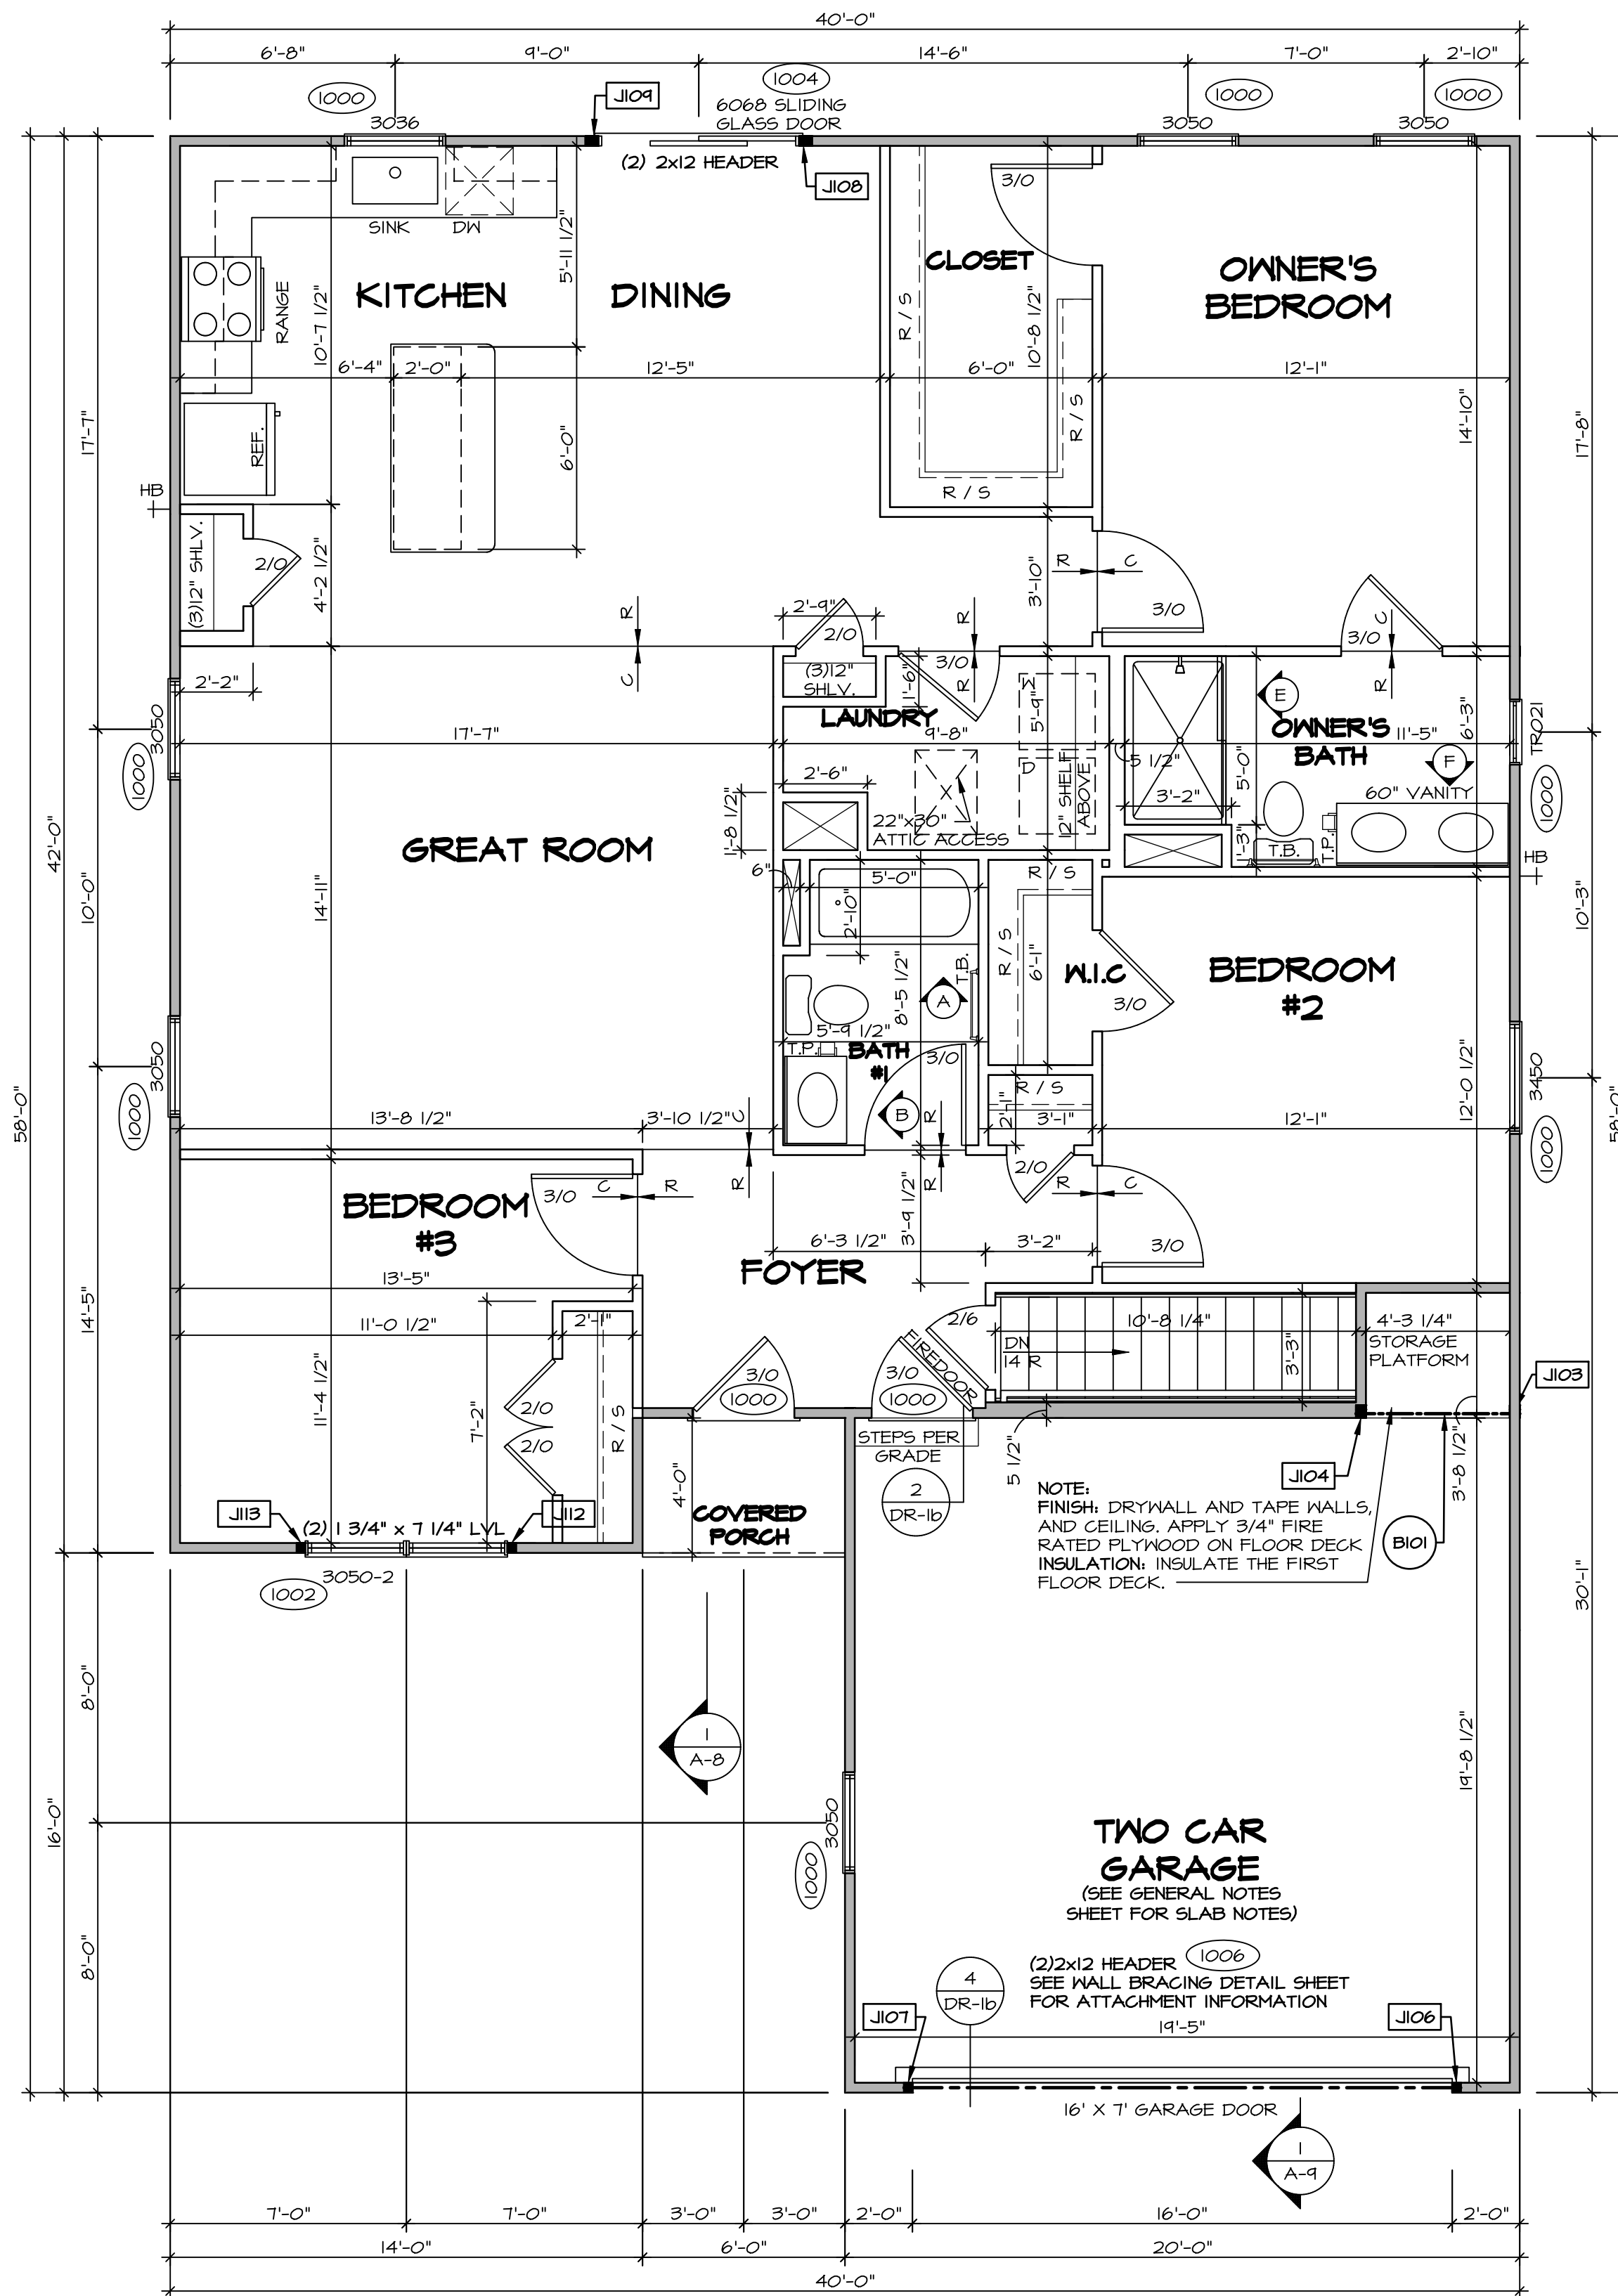 40'-0"
6'-8"
9'-0"
14'-6"
7'-0"
2'-10"
1000
J109
1004
6068 SLIDING
GLASS DOOR
1000
1000
3036
3050
3050
(2) 2x12 HEADER
J108
3/0
SINK
DW
5'-11 1/2"
CLOSET
OWNER'S
BEDROOM
KITCHEN
DINING
RANGE
10'-7 1/2"
R / S
10'-8 1/2"
6'-4"
2'-0"
12'-5"
6'-0"
12'-1"
17'-7"
REF.
6'-0"
R / S
14'-10"
17'-8"
HB
R / S
(3)12" SHLV.
2/0
4'-2 1/2"
R
C
3'-10"
3/0
2'-9"
2/0
R
C
R
3/0
R
3/0
C
R
2'-2"
(3)12"
SHLV.
1'-6"
W
5'-9"
E
6'-3"
3050
LAUNDRY
OWNER'S
BATH
TR021
17'-7"
9'-8"
11'-5"
1000
2'-6"
D
5 1/2"
5'-0"
F
1000
42'-0"
1'-8 1/2"
X
22"x30"
ATTIC ACCESS
12" SHELF
ABOVE
3'-2"
60" VANITY
GREAT ROOM
1'-3"
T.B.
T.P.
HB
6"
5'-0"
R / S
10'-0"
14'-11"
2'-10"
10'-3"
8'-5 1/2"
T.B.
R / S
6'-1"
W.I.C
BEDROOM
#2
A
3/0
5'-9 1/2"
T.P.
BATH
#1
3/0
3050
1000
R / S
12'-0 1/2"
3450
1000
58'-0"
58'-0"
13'-8 1/2"
3'-10 1/2"
C
R
B
R
R
2'-1"
3'-1"
12'-1"
2/0
BEDROOM
#3
3/0
C
R
3'-9 1/2"
R
C
3/0
6'-3 1/2"
3'-2"
FOYER
13'-5"
14'-5"
11'-0 1/2"
2'-1"
2/6
FIREDOOR
DN
14 R
10'-8 1/4"
3'-3"
4'-3 1/4"
STORAGE
PLATFORM
J103
3/0
1000
3/0
1000
11'-4 1/2"
7'-2"
2/0
2/0
R / S
STEPS PER
GRADE
5 1/2"
J104
3'-8 1/2"
4'-0"
2
DR-1b
NOTE:
FINISH: DRYWALL AND TAPE WALLS,
AND CEILING. APPLY 3/4" FIRE
RATED PLYWOOD ON FLOOR DECK
INSULATION: INSULATE THE FIRST
FLOOR DECK.
B101
J113
(2) 1 3/4" x 7 1/4" LVL
J112
COVERED
PORCH
3050-2
1002
30'-1"
8'-0"
1
A-8
19'-8 1/2"
16'-0"
3050
1000
TWO CAR
GARAGE
(SEE GENERAL NOTES
SHEET FOR SLAB NOTES)
8'-0"
4
DR-1b
(2)2x12 HEADER
1006
SEE WALL BRACING DETAIL SHEET
FOR ATTACHMENT INFORMATION
J107
J106
19'-5"
16' X 7' GARAGE DOOR
1
A-9
7'-0"
7'-0"
3'-0"
3'-0"
2'-0"
16'-0"
2'-0"
14'-0"
6'-0"
20'-0"
40'-0"